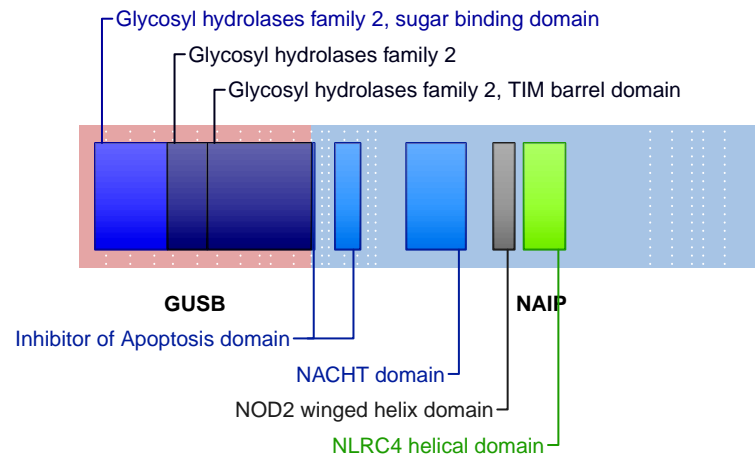 Glycosyl hydrolases family 2, sugar binding domain
Glycosyl hydrolases family 2
Glycosyl hydrolases family 2, TIM barrel domain
GUSB NAIP
Inhibitor of Apoptosis domain
NACHT domain
NOD2 winged helix domain
NLRC4 helical domain